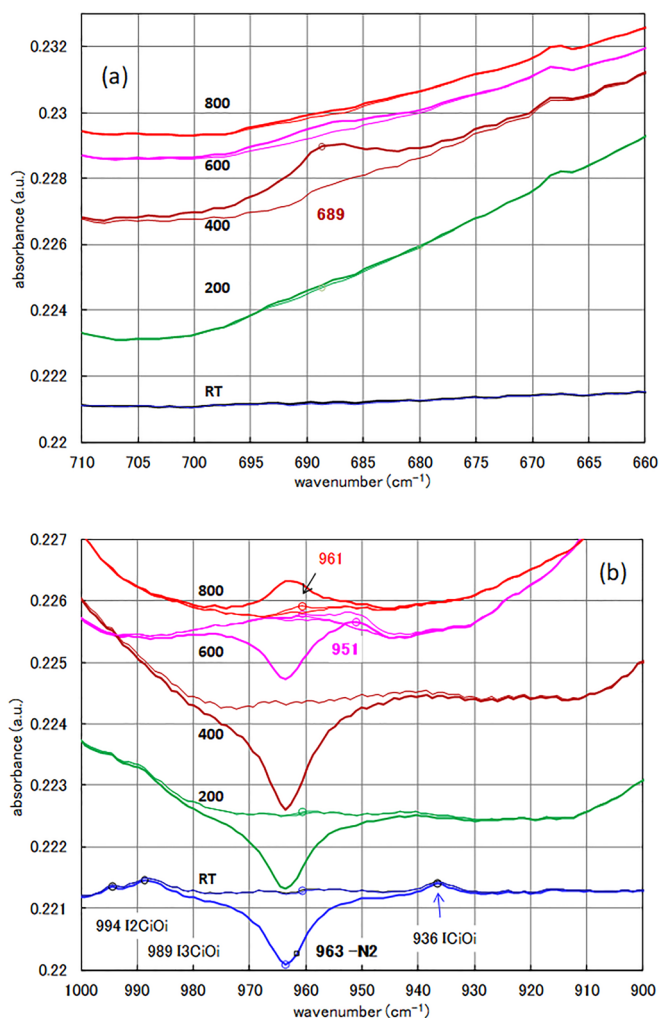 0.232
(a)
800
0.23
600
0.228
400
689
0.226
200
0.224
RT
0.222
0.22
absorbance (a.u.)
710 705 700 695 690 685 680 675 670 665 660
wavenumber (cm⁻¹)
0.227
961
(b)
800
0.226
600
951
0.225
0.224
400
0.223
200
0.222
RT
0.221
994 I2CiOi
936 ICiOi
989 I3CiOi
963 -N2
0.22
absorbance (a.u.)
1000 990 980 970 960 950 940 930 920 910 900
wavenumber (cm⁻¹)